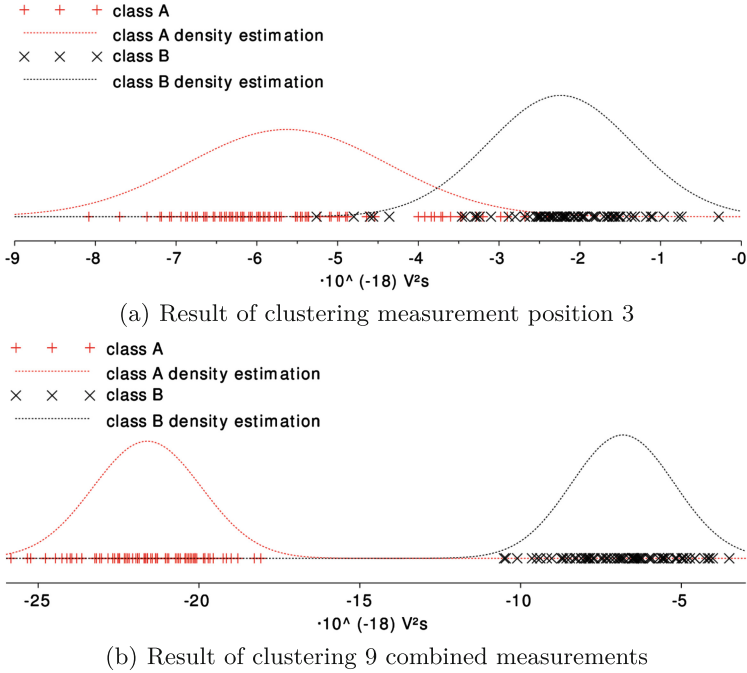 class A
class A density estimation
class B
class B density estimation
-9 -8 -7 -6 -5 -4 -3 -2 -1 -0
·10^ (-18) V²s
(a) Result of clustering measurement position 3
class A
class A density estimation
class B
class B density estimation
-25 -20 -15 -10 -5
·10^ (-18) V²s
(b) Result of clustering 9 combined measurements